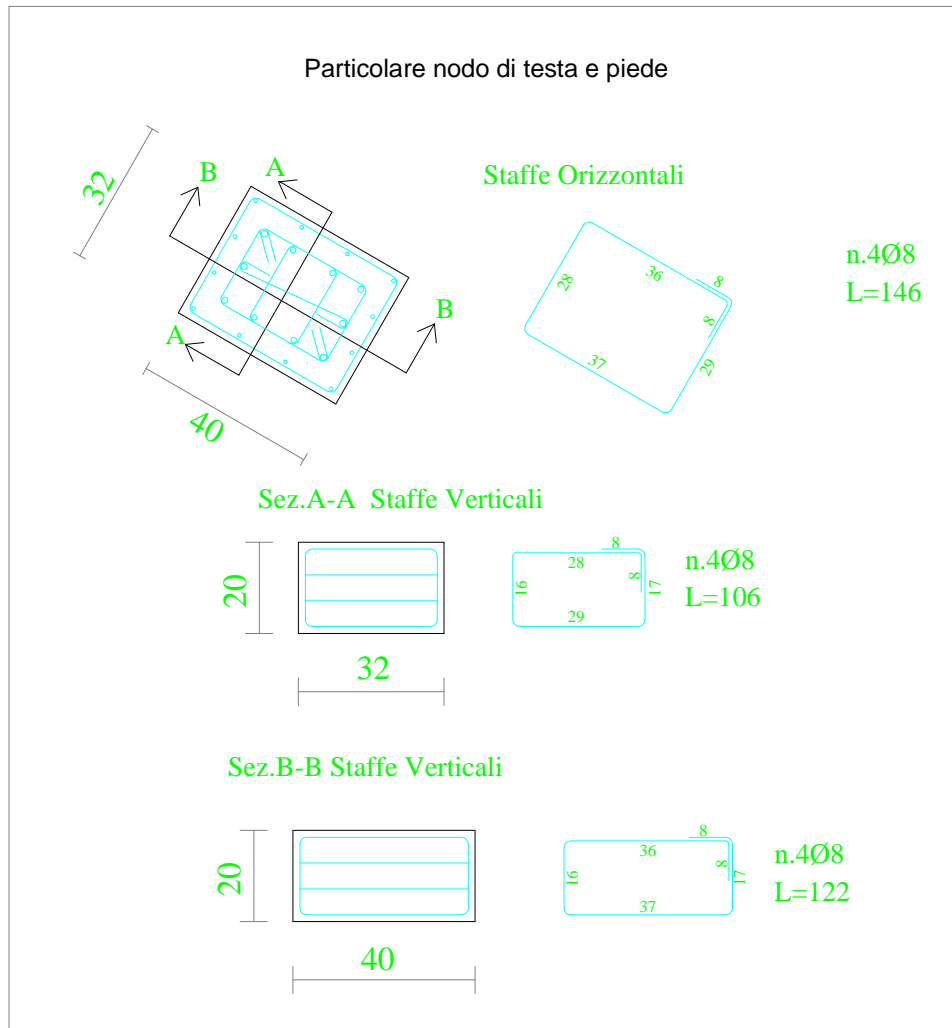 Particolare nodo di testa e piede
32
B
A
A
B
40
Staffe Orizzontali
28
36
8
8
37
29
n.4Ø8
L=146
Sez.A-A  Staffe Verticali
20
32
16
28
8
8
17
29
n.4Ø8
L=106
Sez.B-B Staffe Verticali
20
40
16
36
8
8
17
37
n.4Ø8
L=122